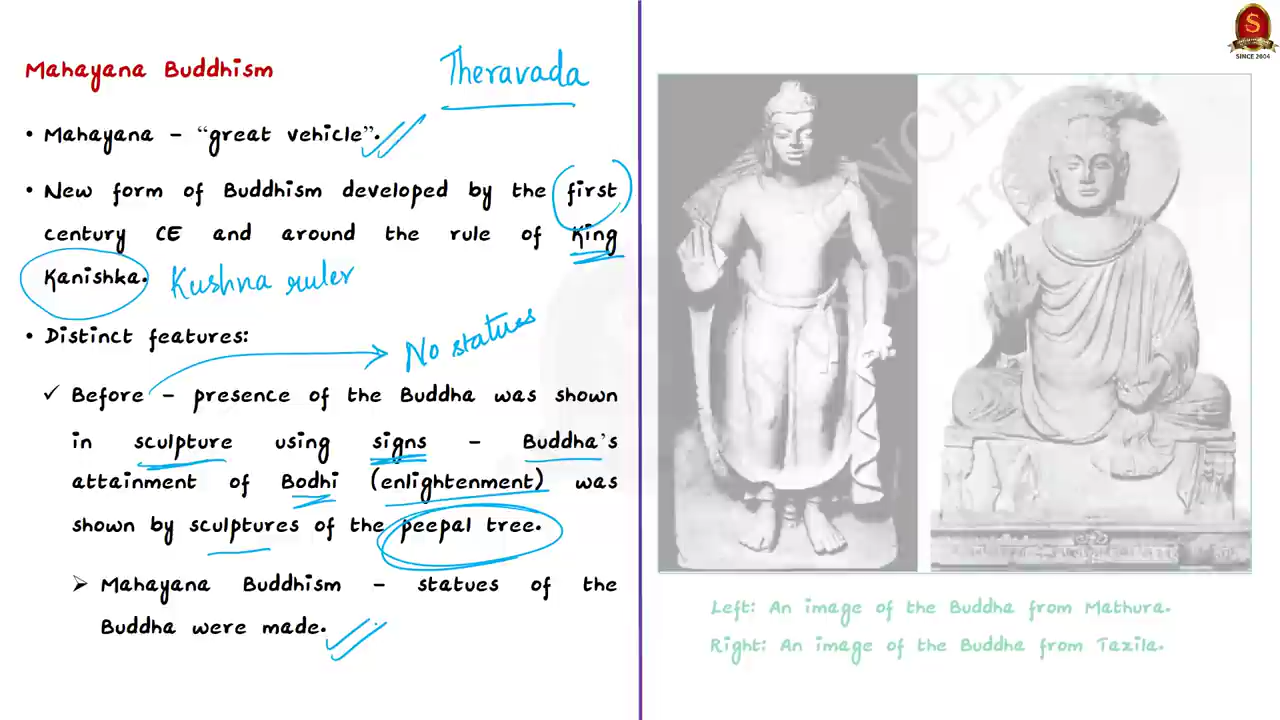 Mahayana Buddhism
Theravada
• Mahayana – “great vehicle”.
• New form of Buddhism developed by the first
century CE and around the rule of King
Kanishka.
Kushna ruler
• Distinct features:
No statues
✓ Before – presence of the Buddha was shown
in sculpture using signs – Buddha's
attainment of Bodhi (enlightenment) was
shown by sculptures of the peepal tree.
➢ Mahayana Buddhism – statues of the
Buddha were made.
S
SINCE 2004
Left: An image of the Buddha from Mathura.
Right: An image of the Buddha from Taxila.